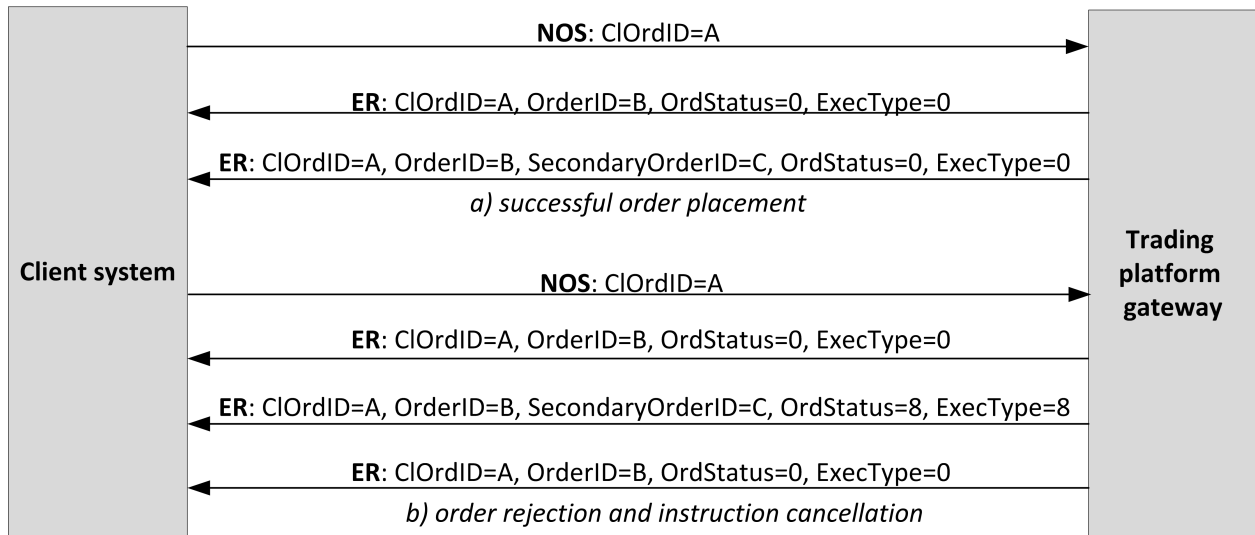 NOS: ClOrdID=A
ER: ClOrdID=A, OrderID=B, OrdStatus=0, ExecType=0
ER: ClOrdID=A, OrderID=B, SecondaryOrderID=C, OrdStatus=0, ExecType=0
a) successful order placement
Client system
Trading
platform
gateway
NOS: ClOrdID=A
ER: ClOrdID=A, OrderID=B, OrdStatus=0, ExecType=0
ER: ClOrdID=A, OrderID=B, SecondaryOrderID=C, OrdStatus=8, ExecType=8
ER: ClOrdID=A, OrderID=B, OrdStatus=0, ExecType=0
b) order rejection and instruction cancellation